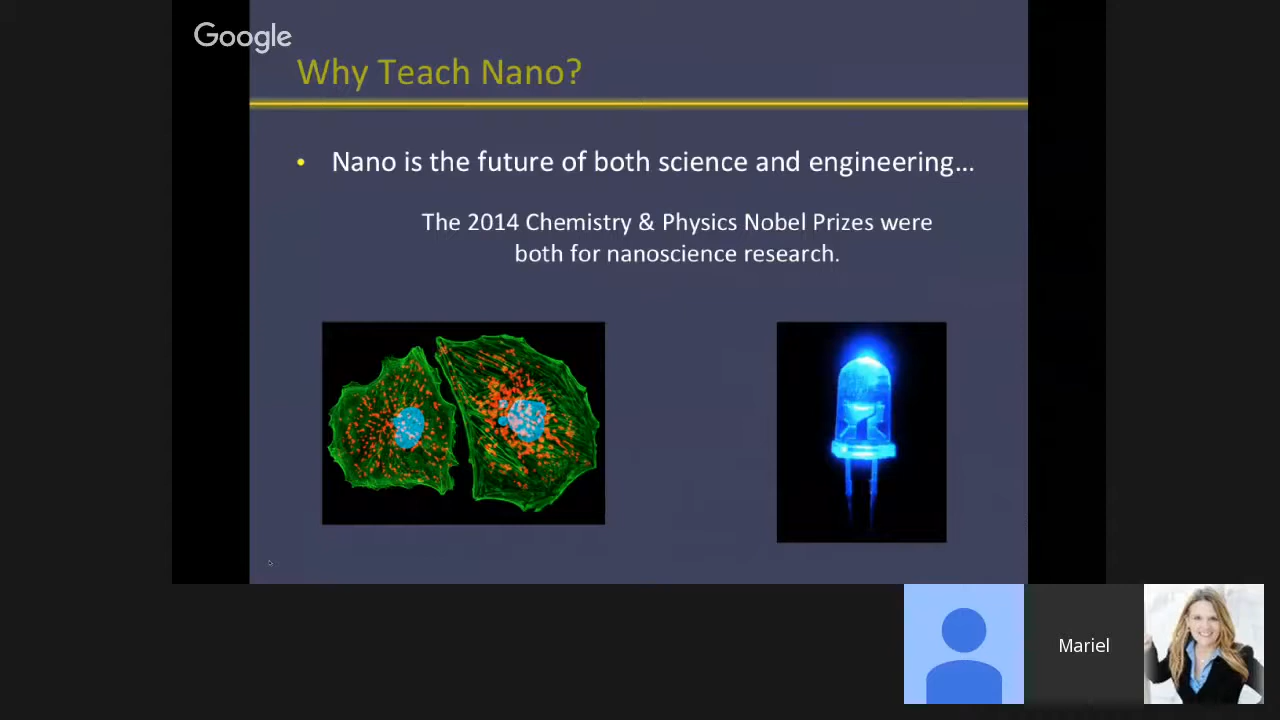 Google
Why Teach Nano?
• Nano is the future of both science and engineering…
The 2014 Chemistry & Physics Nobel Prizes were
both for nanoscience research.
Mariel